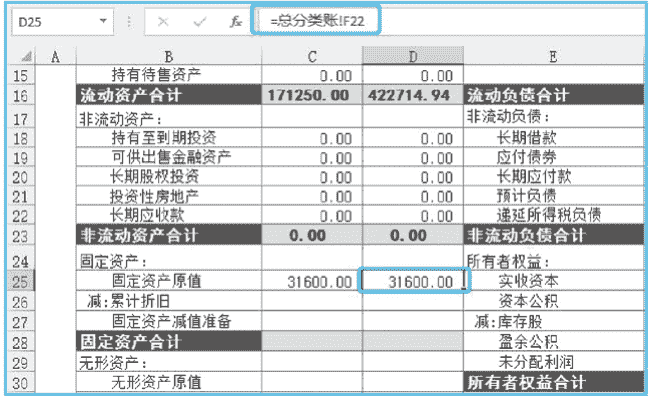 D25 fx =总分类账!F22
A B C D E
15 持有待售资产 0.00 0.00
16 流动资产合计 171250.00 422714.94 流动负债合计
17 非流动资产: 非流动负债:
18 持有至到期投资 0.00 0.00 长期借款
19 可供出售金融资产 0.00 0.00 应付债券
20 长期股权投资 0.00 0.00 长期应付款
21 投资性房地产 0.00 0.00 预计负债
22 长期应收款 0.00 0.00 递延所得税负债
23 非流动资产合计 0.00 0.00 非流动负债合计
24 固定资产: 所有者权益:
25 固定资产原值 31600.00 31600.00 实收资本
26 减:累计折旧 资本公积
27 固定资产减值准备 减:库存股
28 固定资产合计 盈余公积
29 无形资产: 未分配利润
30 无形资产原值 所有者权益合计